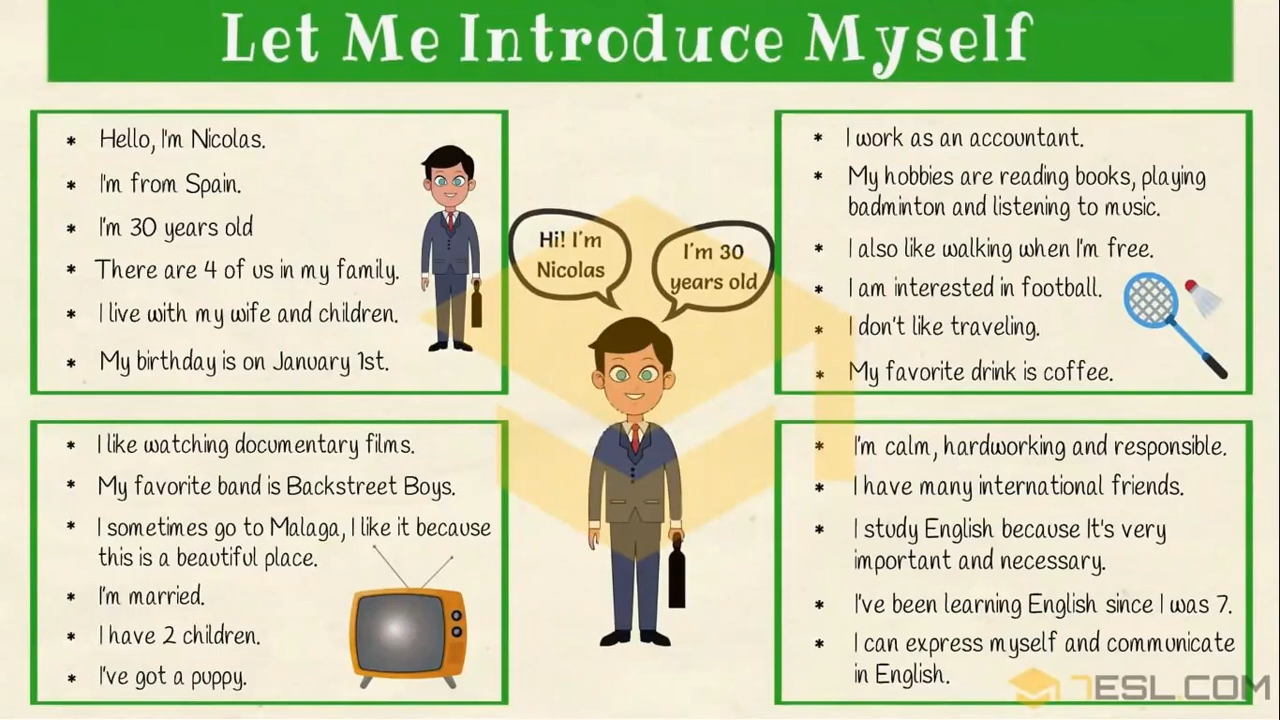 Let Me Introduce Myself
* Hello, I'm Nicolas.
* I'm from Spain.
* I'm 30 years old
* There are 4 of us in my family.
* I live with my wife and children.
* My birthday is on January 1st.
Hi! I'm
Nicolas
I'm 30
years old
* I work as an accountant.
* My hobbies are reading books, playing
badminton and listening to music.
* I also like walking when I'm free.
* I am interested in football.
* I don't like traveling.
* My favorite drink is coffee.
* I like watching documentary films.
* My favorite band is Backstreet Boys.
* I sometimes go to Malaga, I like it because
this is a beautiful place.
* I'm married.
* I have 2 children.
* I've got a puppy.
* I'm calm, hardworking and responsible.
* I have many international friends.
* I study English because It's very
important and necessary.
* I've been learning English since I was 7.
* I can express myself and communicate
in English.
7ESL.COM